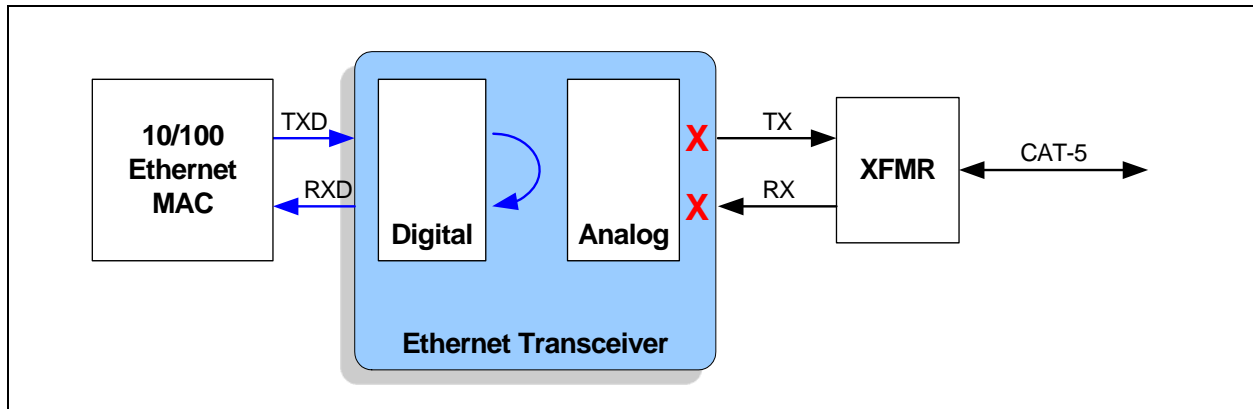 10/100
Ethernet
MAC
TXD
RXD
Digital
Analog
X
X
Ethernet Transceiver
TX
RX
XFMR
CAT-5